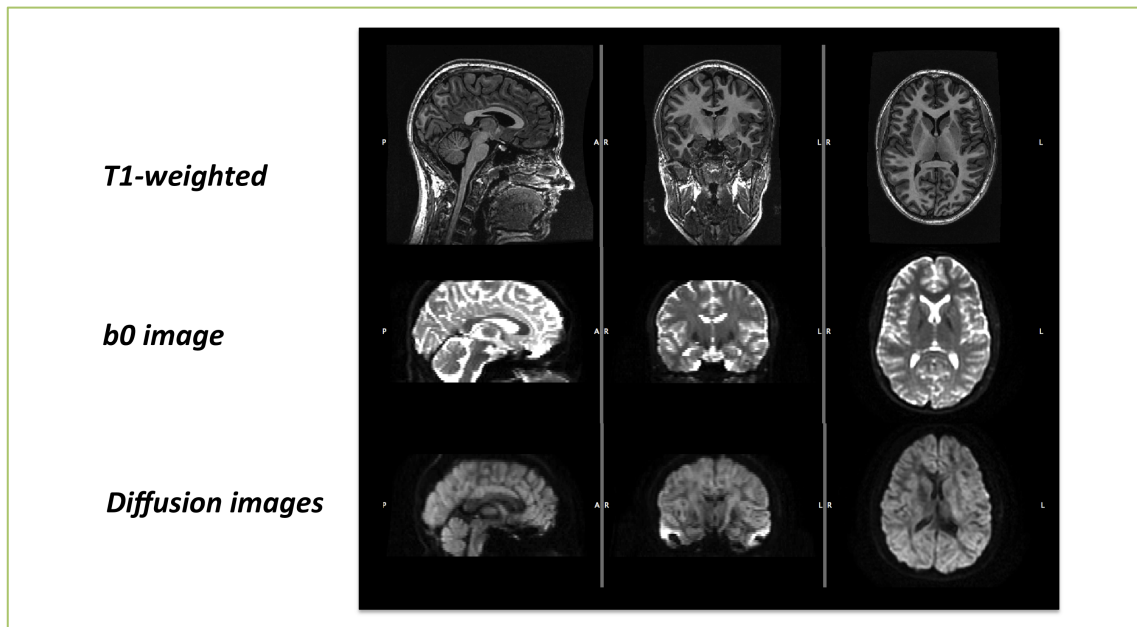 T1-weighted
P
A R
L R
L
b0 image
P
A R
L R
L
Diffusion images
P
A R
L R
L